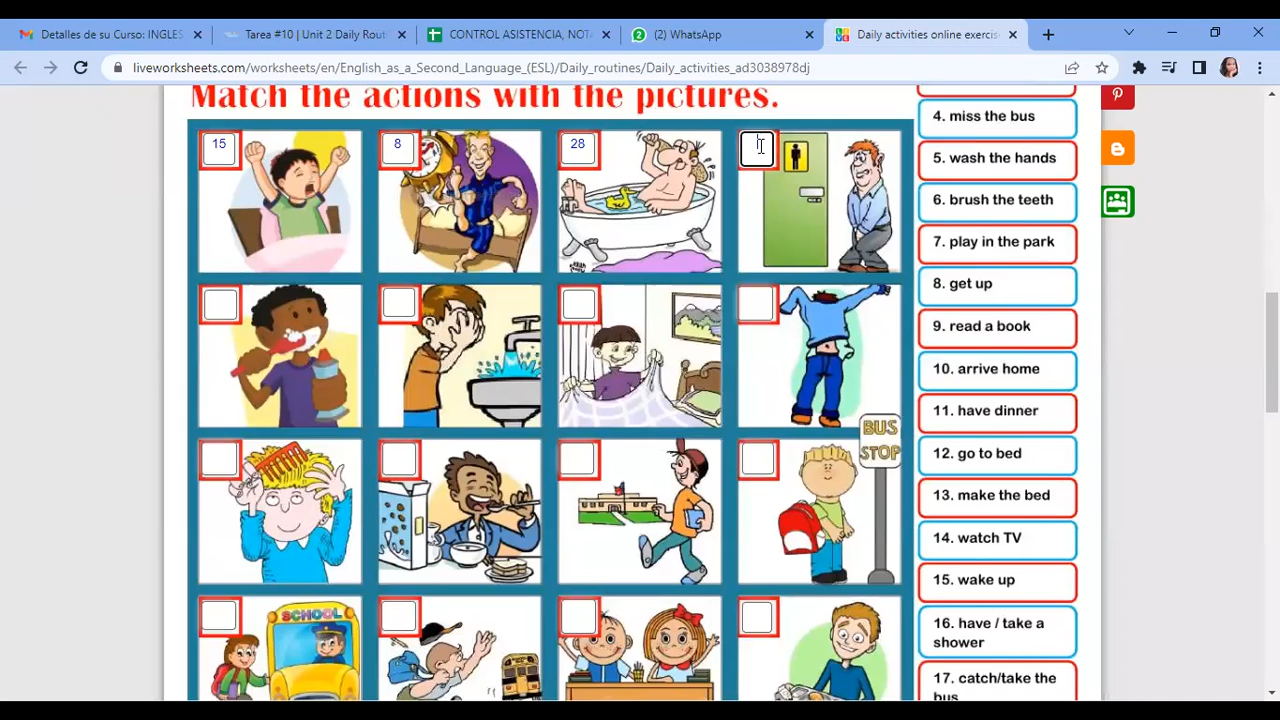 Detalles de su Curso: INGLES
Tarea #10 | Unit 2 Daily Rout
CONTROL ASISTENCIA, NOTA
(2) WhatsApp
Daily activities online exercis
liveworksheets.com/worksheets/en/English_as_a_Second_Language_(ESL)/Daily_routines/Daily_activities_ad3038978dj
Match the actions with the pictures.
15
8
28
BUS
STOP
SCHOOL
4. miss the bus
5. wash the hands
6. brush the teeth
7. play in the park
8. get up
9. read a book
10. arrive home
11. have dinner
12. go to bed
13. make the bed
14. watch TV
15. wake up
16. have / take a
shower
17. catch/take the
bus